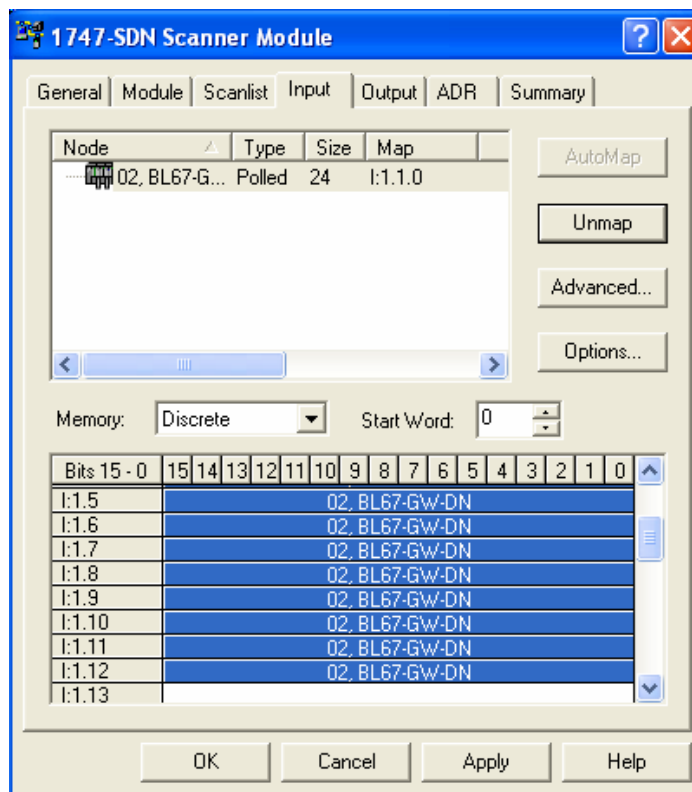 1747-SDN Scanner Module
General Module Scanlist Input Output ADR Summary
Node Type Size Map
02, BL67-G... Polled 24 I:1.1.0
AutoMap
Unmap
Advanced...
Options...
Memory: Discrete Start Word: 0
Bits 15 - 0 15 14 13 12 11 10 9 8 7 6 5 4 3 2 1 0
I:1.5 02, BL67-GW-DN
I:1.6 02, BL67-GW-DN
I:1.7 02, BL67-GW-DN
I:1.8 02, BL67-GW-DN
I:1.9 02, BL67-GW-DN
I:1.10 02, BL67-GW-DN
I:1.11 02, BL67-GW-DN
I:1.12 02, BL67-GW-DN
I:1.13
OK Cancel Apply Help